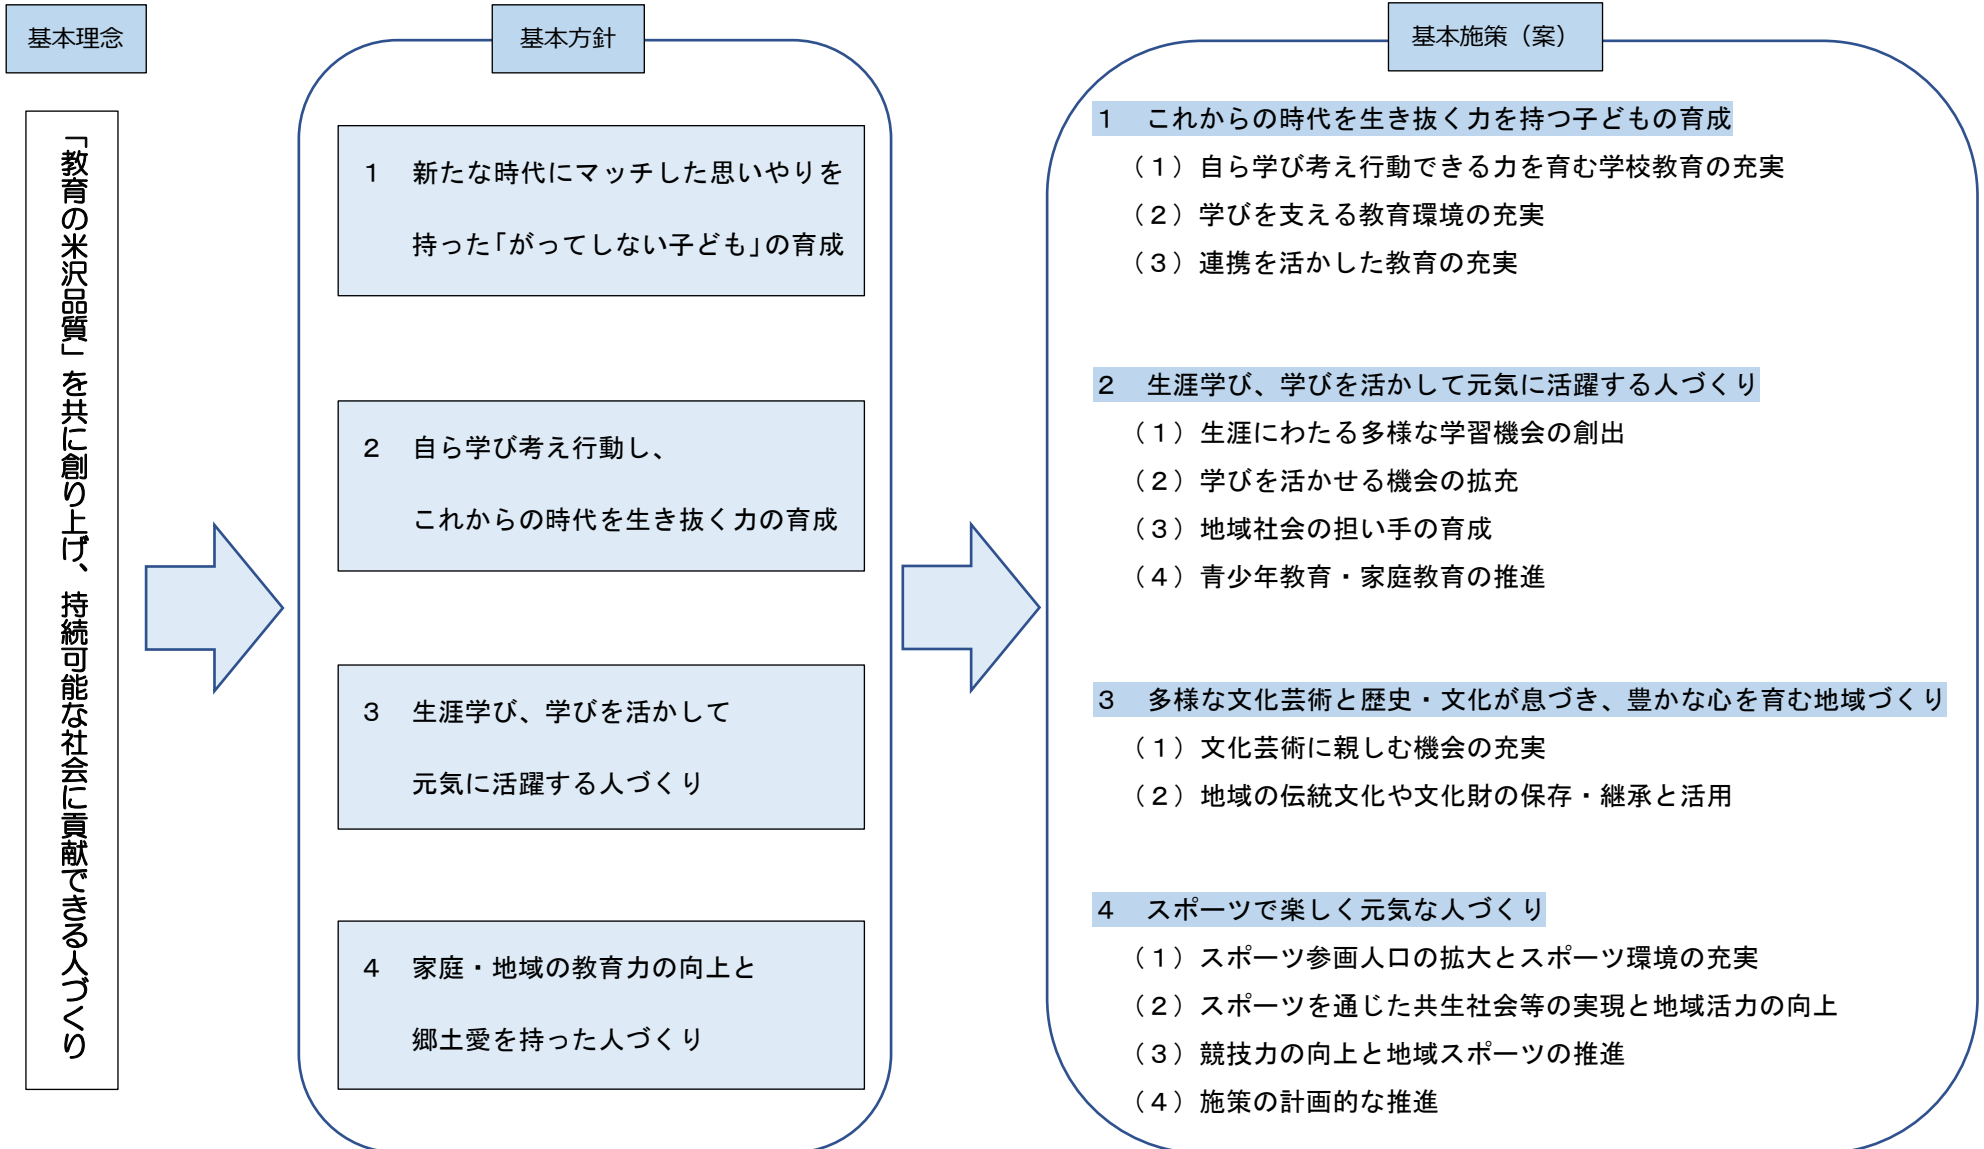 基本理念
「教育の米沢品質」を共に創り上げ、持続可能な社会に貢献できる人づくり
基本方針
１　新たな時代にマッチした思いやりを
持った「がってしない子ども」の育成
２　自ら学び考え行動し、
これからの時代を生き抜く力の育成
３　生涯学び、学びを活かして
元気に活躍する人づくり
４　家庭・地域の教育力の向上と
郷土愛を持った人づくり
基本施策（案）
１　これからの時代を生き抜く力を持つ子どもの育成
（１）自ら学び考え行動できる力を育む学校教育の充実
（２）学びを支える教育環境の充実
（３）連携を活かした教育の充実
２　生涯学び、学びを活かして元気に活躍する人づくり
（１）生涯にわたる多様な学習機会の創出
（２）学びを活かせる機会の拡充
（３）地域社会の担い手の育成
（４）青少年教育・家庭教育の推進
３　多様な文化芸術と歴史・文化が息づき、豊かな心を育む地域づくり
（１）文化芸術に親しむ機会の充実
（２）地域の伝統文化や文化財の保存・継承と活用
４　スポーツで楽しく元気な人づくり
（１）スポーツ参画人口の拡大とスポーツ環境の充実
（２）スポーツを通じた共生社会等の実現と地域活力の向上
（３）競技力の向上と地域スポーツの推進
（４）施策の計画的な推進